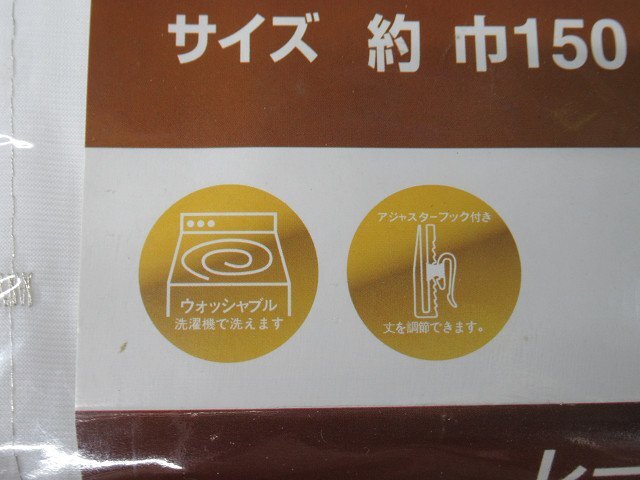 サイズ 約 巾150
ウォッシャブル
洗濯機で洗えます
アジャスターフック付き
丈を調節できます。